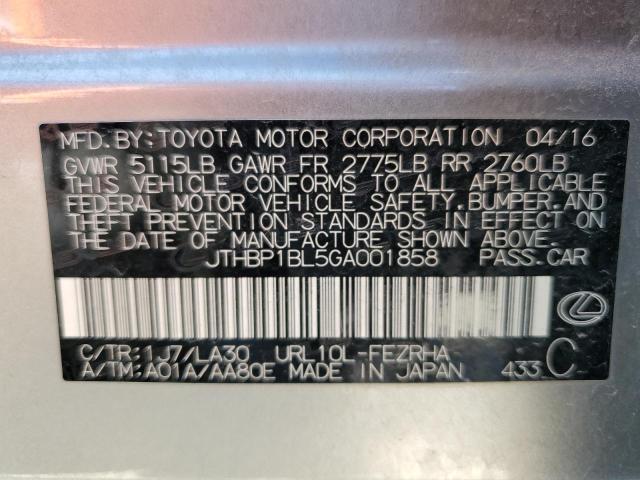 MFD.BY:TOYOTA MOTOR CORPORATION 04/16
GVWR 5115LB GAWR FR 2775LB RR 2760LB
THIS VEHICLE CONFORMS TO ALL APPLICABLE
FEDERAL MOTOR VEHICLE SAFETY,BUMPER,AND
THEFT PREVENTION STANDARDS IN EFFECT ON
THE DATE OF MANUFACTURE SHOWN ABOVE.
JTHBP1BL5GA001858 PASS.CAR
C/TR:1J7/LA30 URL10L-FEZRHA
A/TM:A01A/AA80E MADE IN JAPAN 433 C